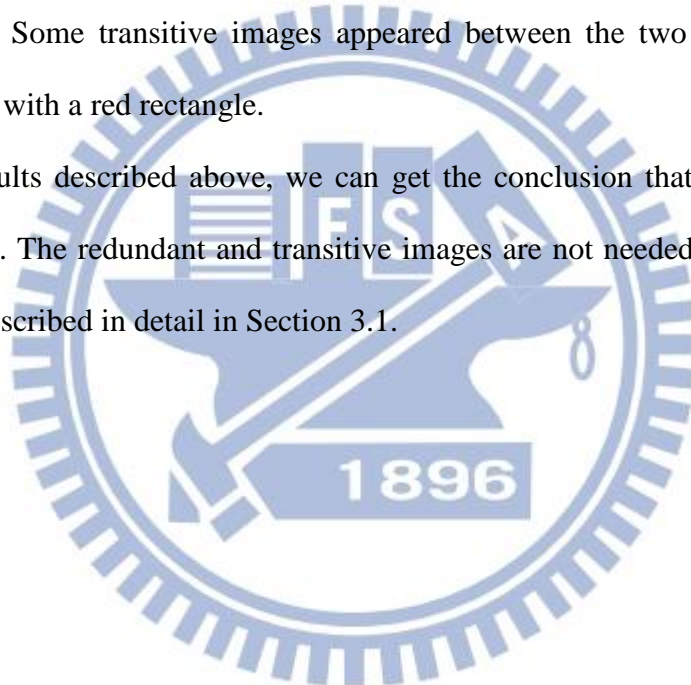 Some transitive images appeared between the two
with a red rectangle.
ults described above, we can get the conclusion that
. The redundant and transitive images are not needed
scribed in detail in Section 3.1.
E S A
1896